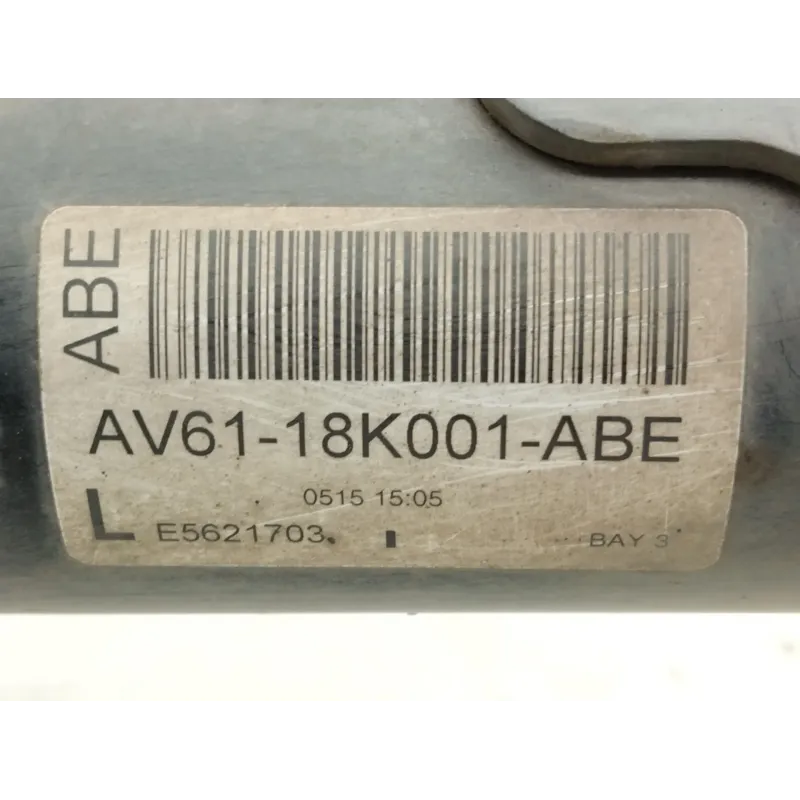 ABE
AV61-18K001-ABE
0515 15:05
L E5621703
BAY 3